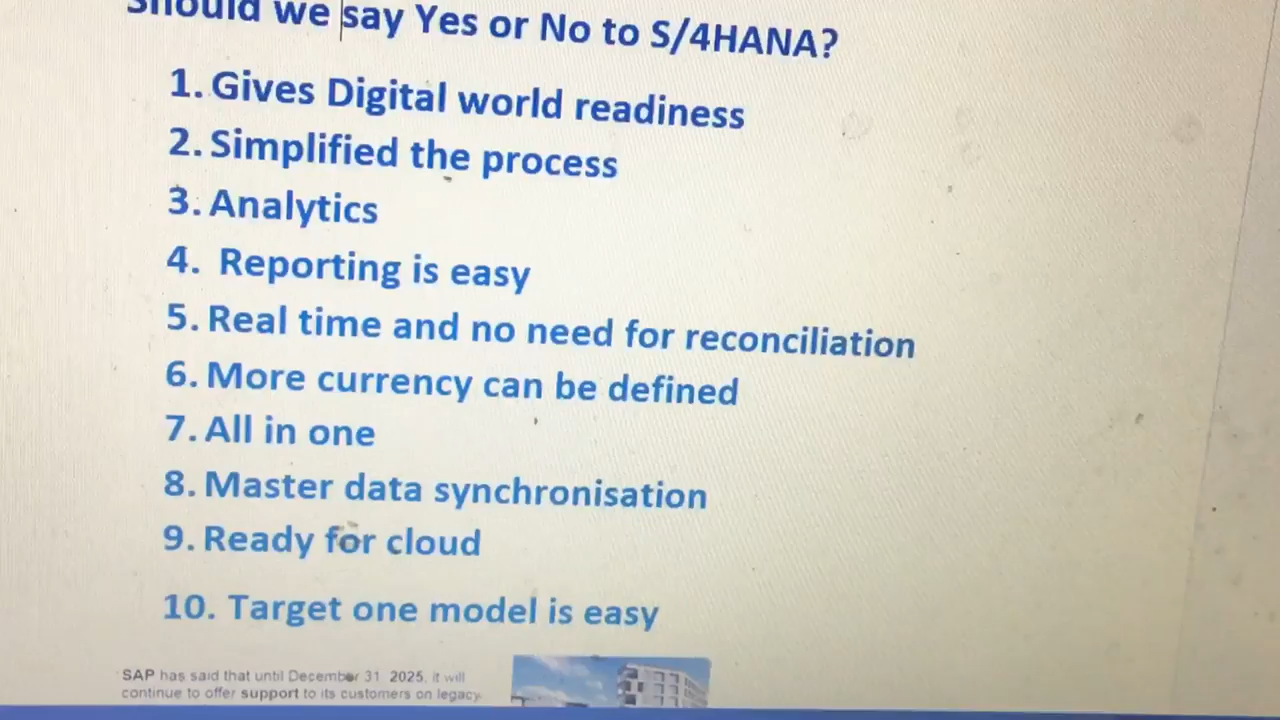 Should we say Yes or No to S/4HANA?
1. Gives Digital world readiness
2. Simplified the process
3. Analytics
4. Reporting is easy
5. Real time and no need for reconciliation
6. More currency can be defined
7. All in one
8. Master data synchronisation
9. Ready for cloud
10. Target one model is easy
SAP has said that until December 31, 2025, it will
continue to offer support to its customers on legacy